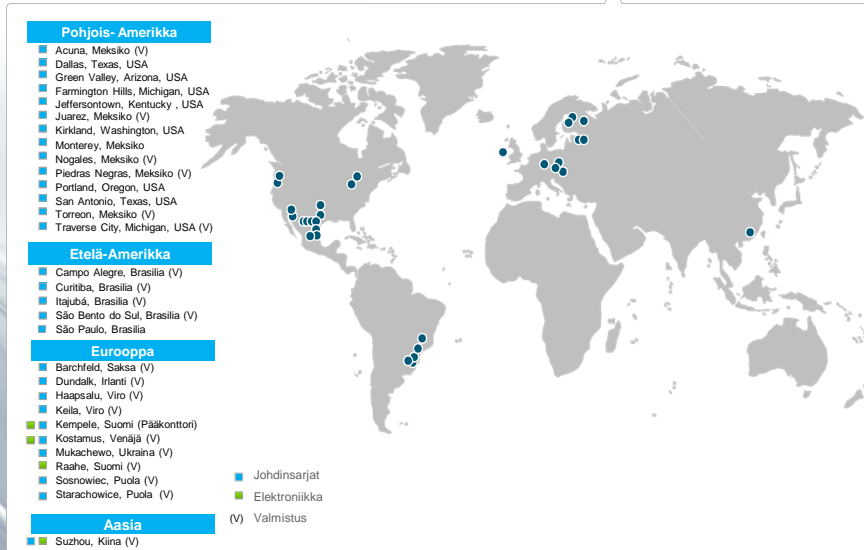 Pohjois- Amerikka
Acuna, Meksiko (V)
Dallas, Texas, USA
Green Valley, Arizona, USA
Farmington Hills, Michigan, USA
Jeffersontown, Kentucky , USA
Juarez, Meksiko (V)
Kirkland, Washington, USA
Monterey, Meksiko
Nogales, Meksiko (V)
Piedras Negras, Meksiko (V)
Portland, Oregon, USA
San Antonio, Texas, USA
Torreon, Meksiko (V)
Traverse City, Michigan, USA (V)
Etelä-Amerikka
Campo Alegre, Brasilia (V)
Curitiba, Brasilia (V)
Itajubá, Brasilia (V)
São Bento do Sul, Brasilia (V)
São Paulo, Brasilia
Eurooppa
Barchfeld, Saksa (V)
Dundalk, Irlanti (V)
Haapsalu, Viro (V)
Keila, Viro (V)
Kempele, Suomi (Pääkonttori)
Kostamus, Venäjä (V)
Mukachewo, Ukraina (V)
Raahe, Suomi (V)
Sosnowiec, Puola (V)
Starachowice, Puola (V)
Aasia
Suzhou, Kiina (V)
Johdinsarjat
Elektroniikka
(V) Valmistus